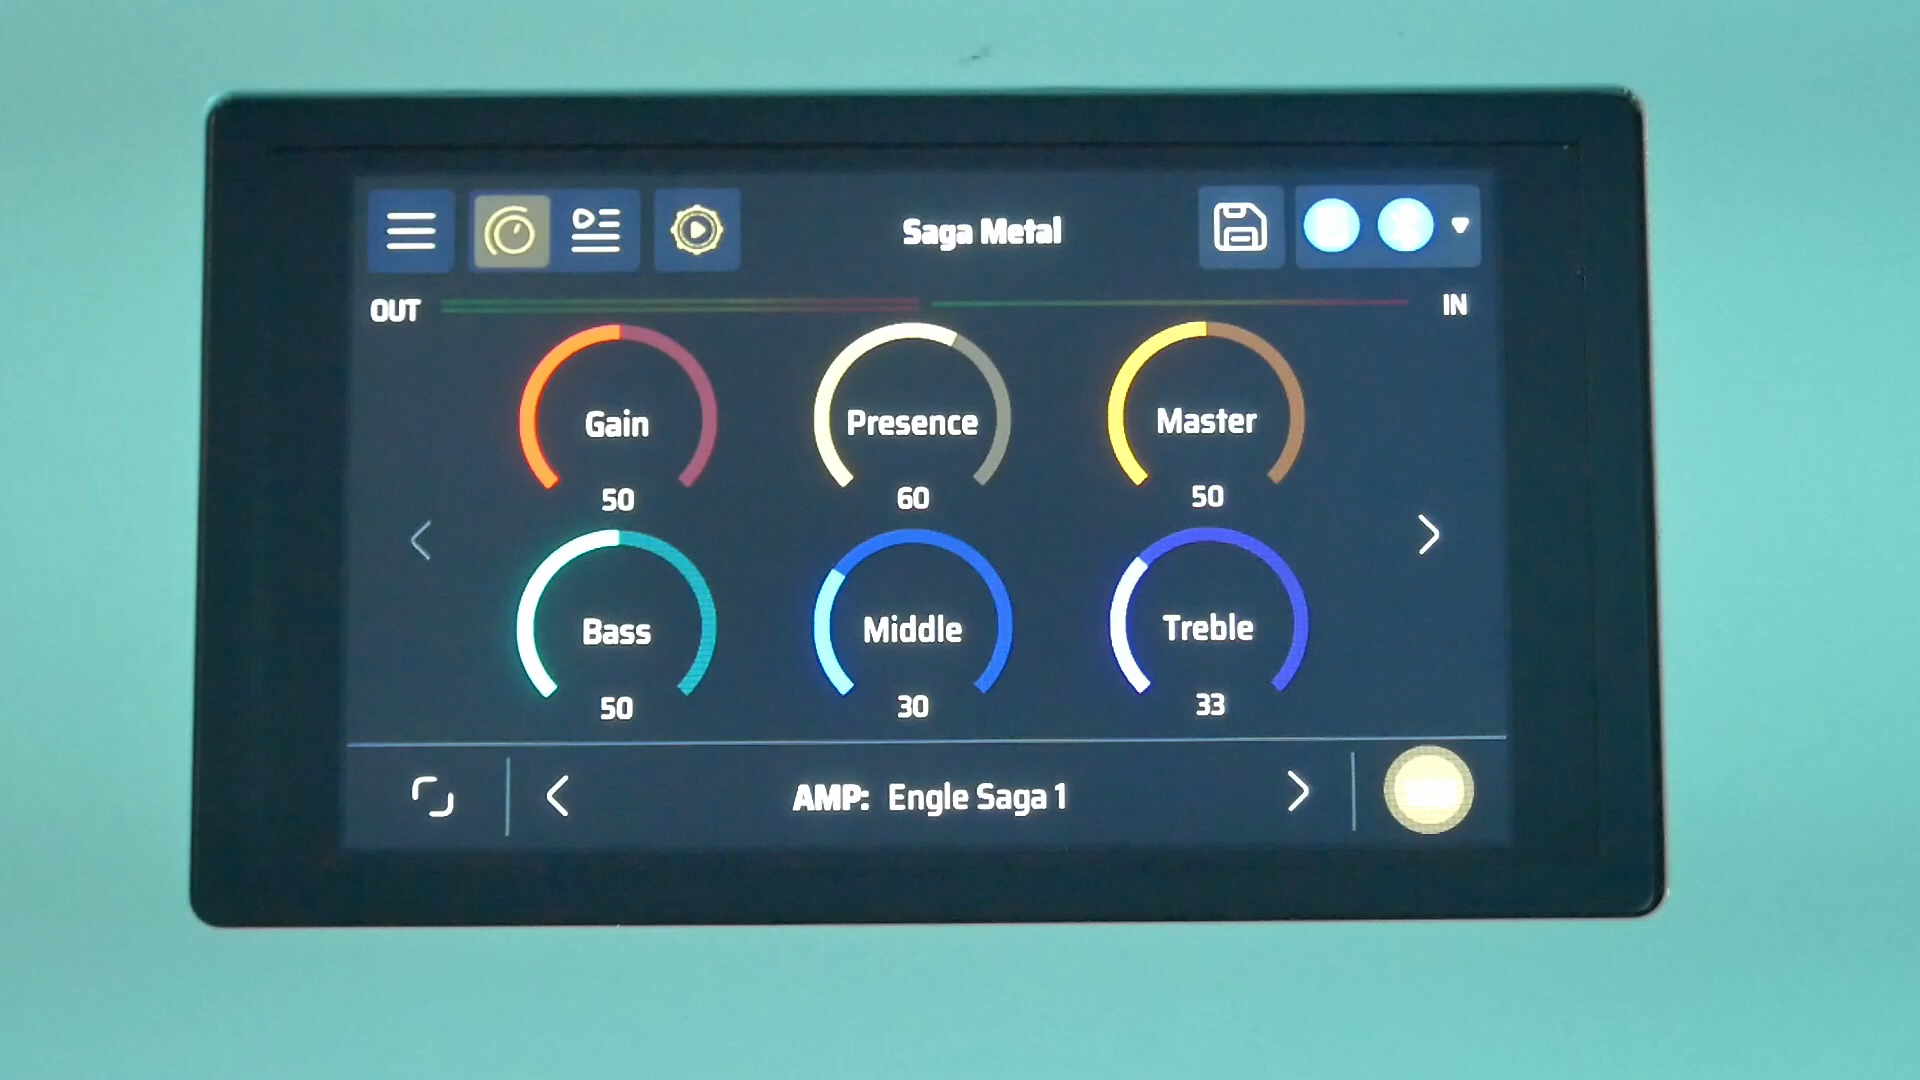 Saga Metal
OUT
IN
Gain
Presence
Master
50
60
50
Bass
Middle
Treble
50
30
33
AMP: Engle Saga 1